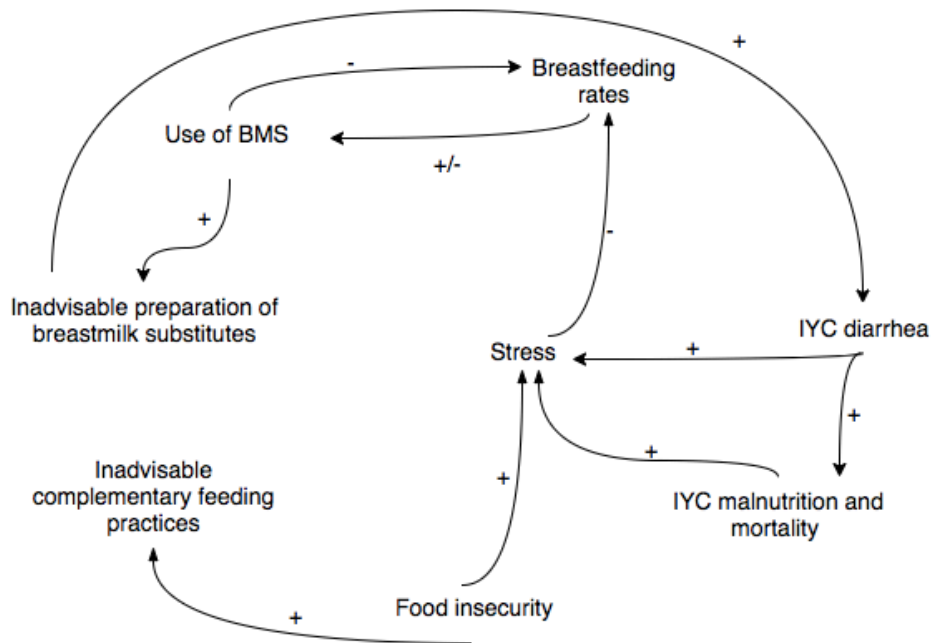 +
-
Breastfeeding
rates
Use of BMS
+/-
+
-
Inadvisable preparation of
breastmilk substitutes
IYC diarrhea
Stress
+
+
+
Inadvisable
complementary feeding
practices
+
IYC malnutrition and
mortality
Food insecurity
+